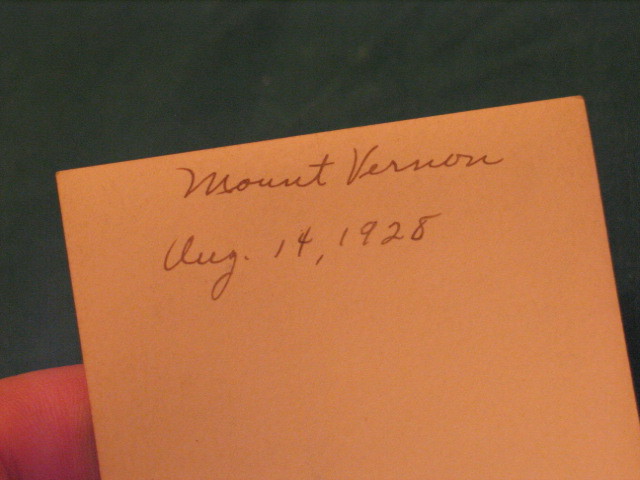 Mount Vernon
Aug. 14, 1928